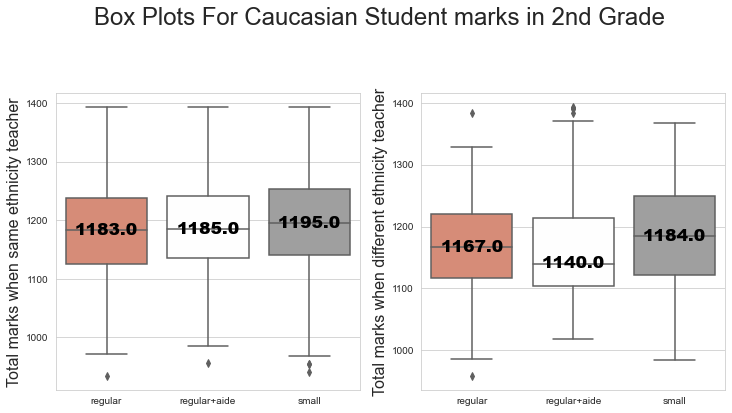 Box Plots For Caucasian Student marks in 2nd Grade
Total marks when same ethnicity teacher
1400
1300
1200
1100
1000
1183.0
1185.0
1195.0
regular
regular+aide
small
Total marks when different ethnicity teacher
1400
1300
1200
1100
1000
1167.0
1140.0
1184.0
regular
regular+aide
small